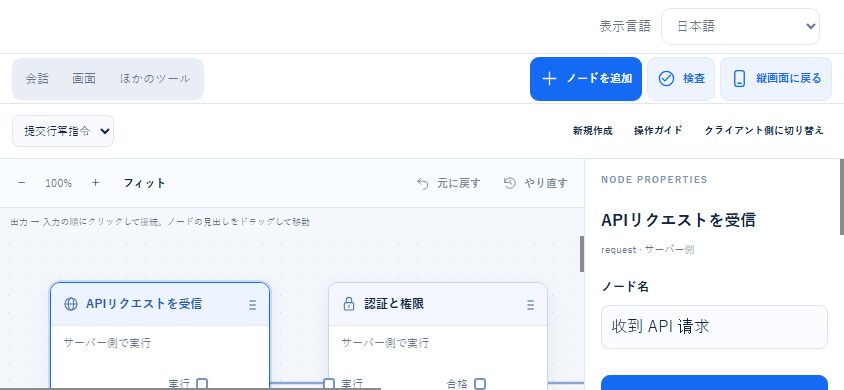 表示言語 日本語
会話 画面 ほかのツール ノードを追加 検査 縦画面に戻る
提交行军指令 新規作成 操作ガイド クライアント側に切り替え
− 100% + フィット 元に戻す やり直す
出力 → 入力の順にクリックして接続。ノードの見出しをドラッグして移動
NODE PROPERTIES
APIリクエストを受信
request · サーバー側
ノード名
收到 API 请求
APIリクエストを受信 認証と権限
サーバー側で実行 サーバー側で実行
実行 実行 合格